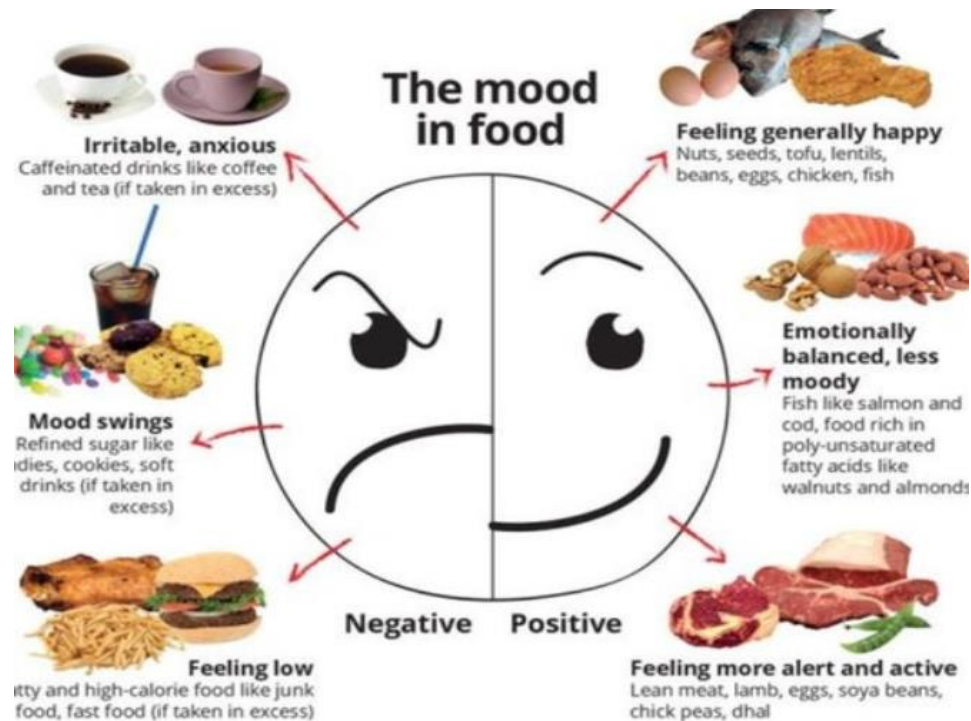 The mood
in food
Irritable, anxious
Caffeinated drinks like coffee
and tea (if taken in excess)
Mood swings
Refined sugar like
dies, cookies, soft
drinks (if taken in
excess)
Feeling low
tty and high-calorie food like junk
food, fast food (if taken in excess)
Negative
Positive
Feeling generally happy
Nuts, seeds, tofu, lentils,
beans, eggs, chicken, fish
Emotionally
balanced, less
moody
Fish like salmon and
cod, food rich in
poly-unsaturated
fatty acids like
walnuts and almonds
Feeling more alert and active
Lean meat, lamb, eggs, soya beans,
chick peas, dhal